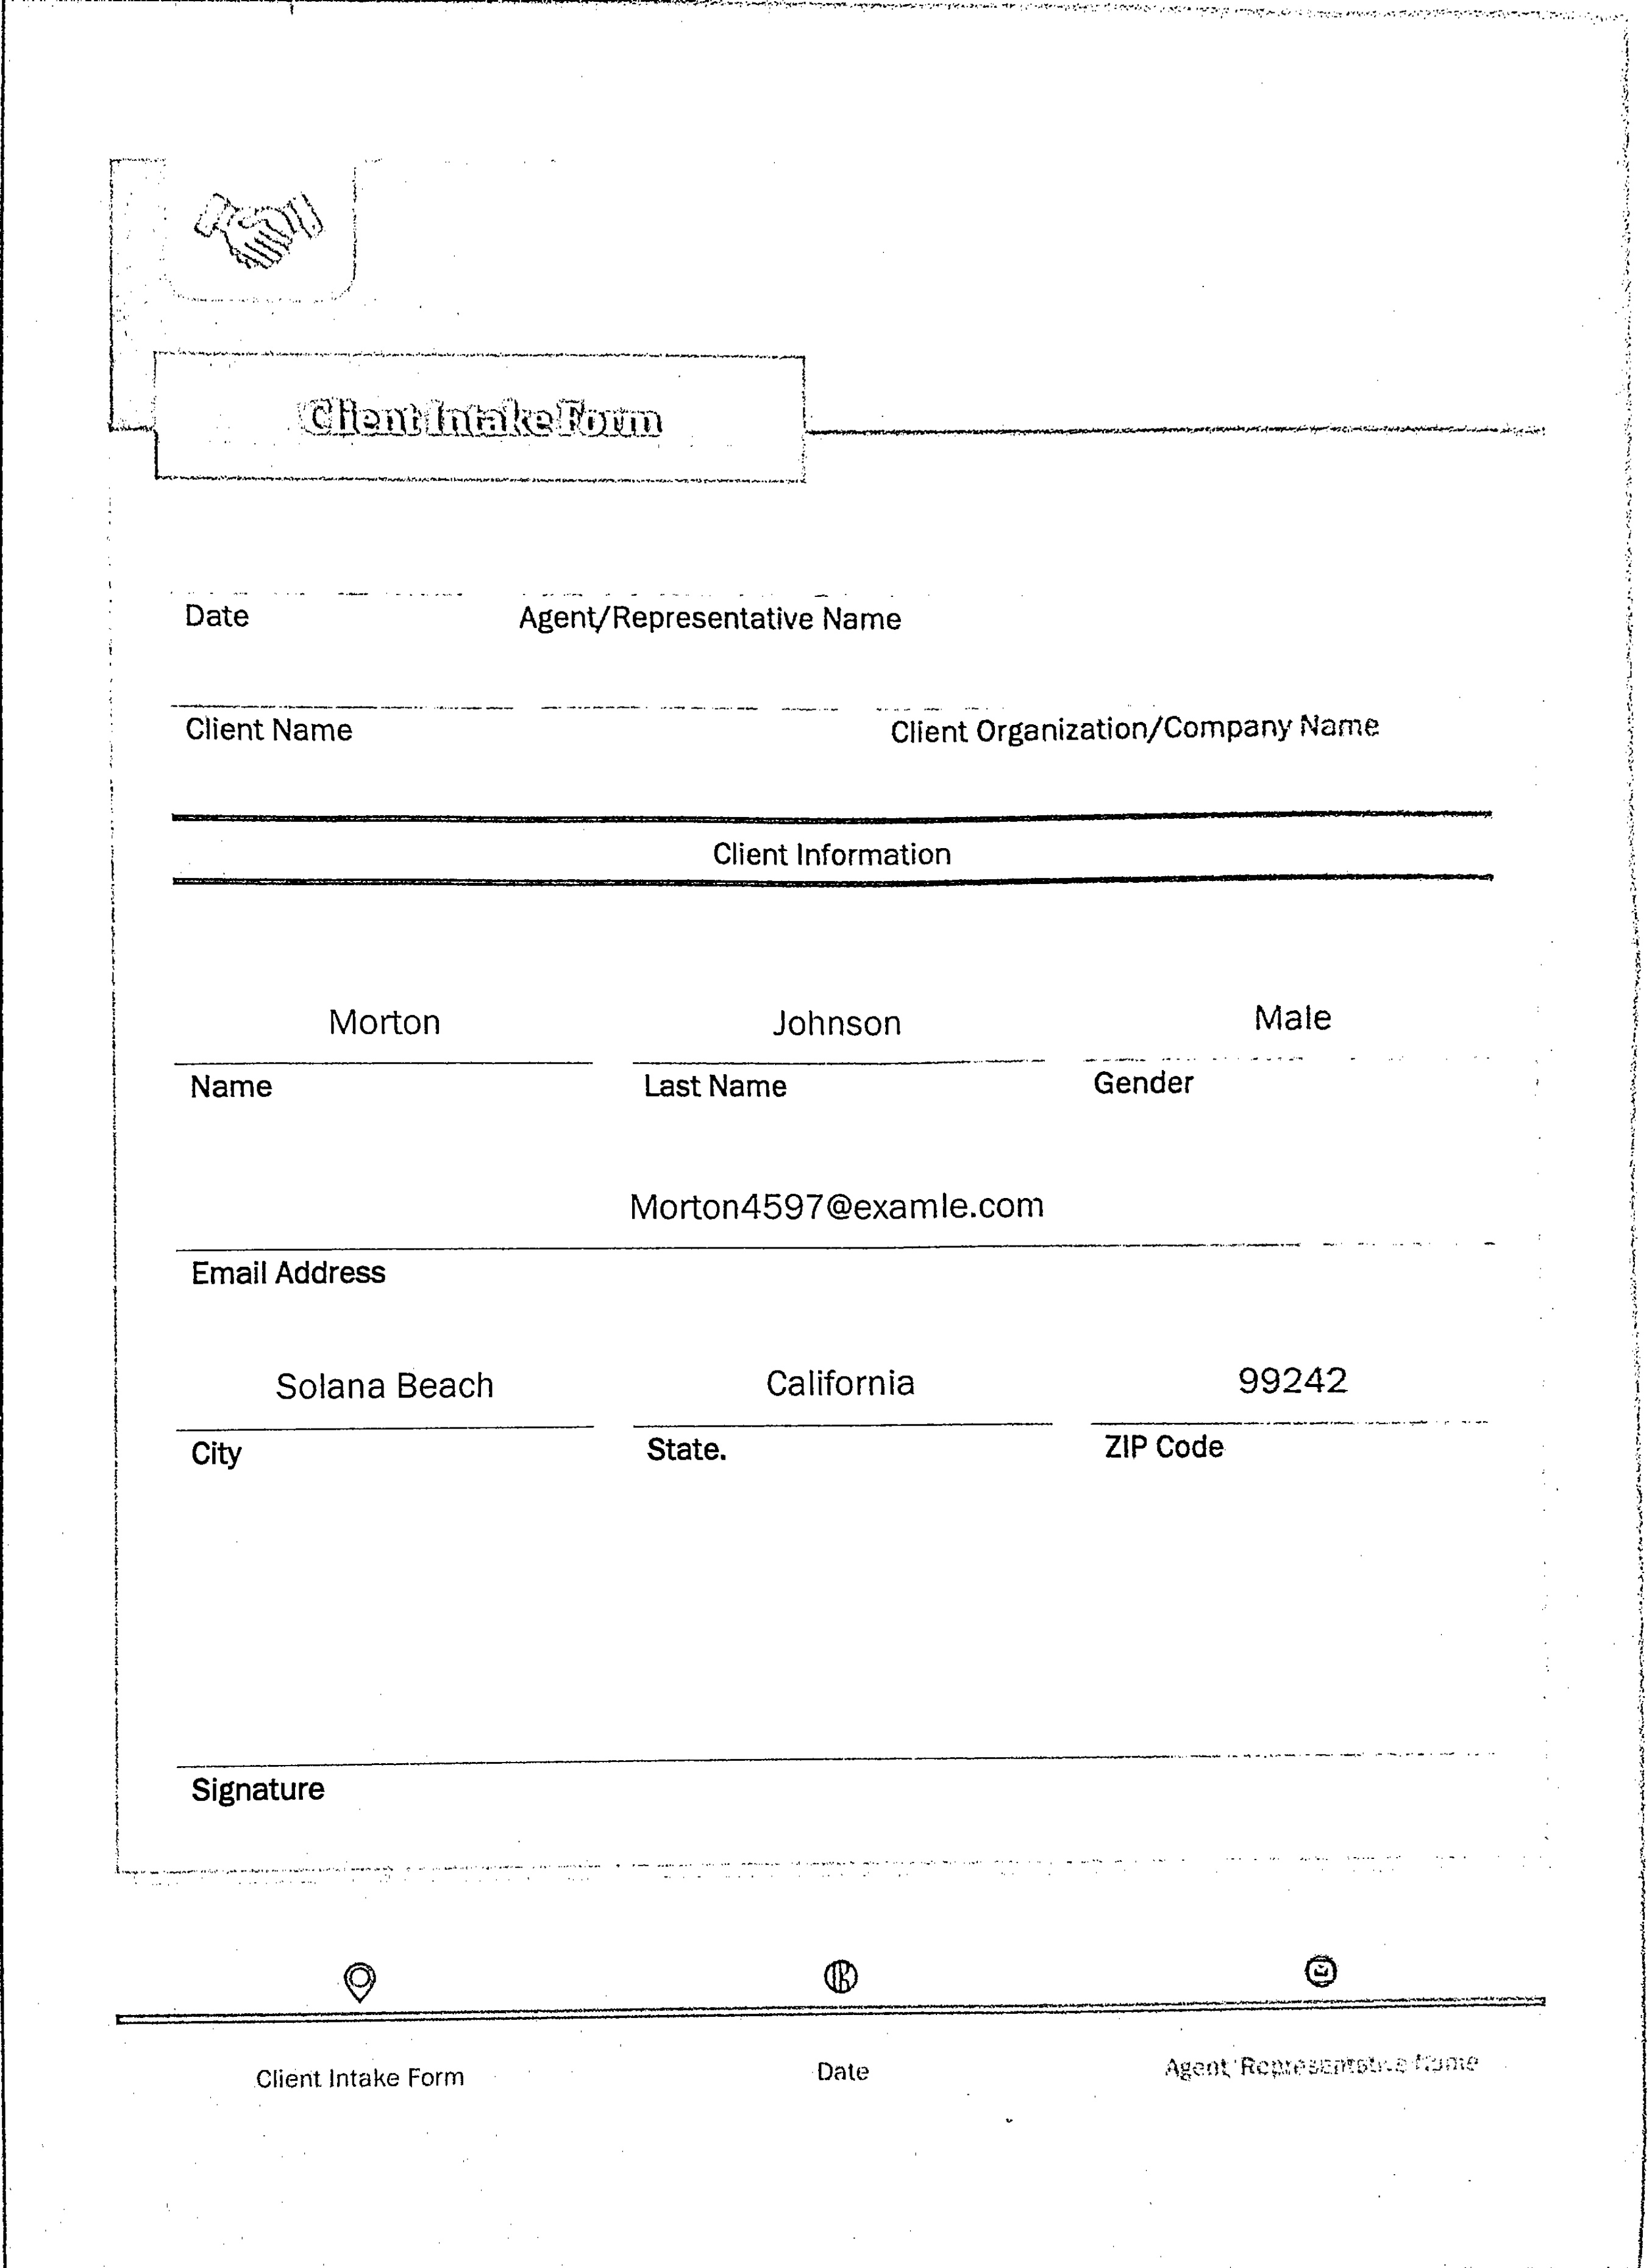 Client Intake Form
Date Agent/Representative Name
Client Name Client Organization/Company Name
Client Information
Morton Johnson Male
Name Last Name Gender
Morton4597@examle.com
Email Address
Solana Beach California 99242
City State. ZIP Code
Signature
Client Intake Form Date Agent Representative Name